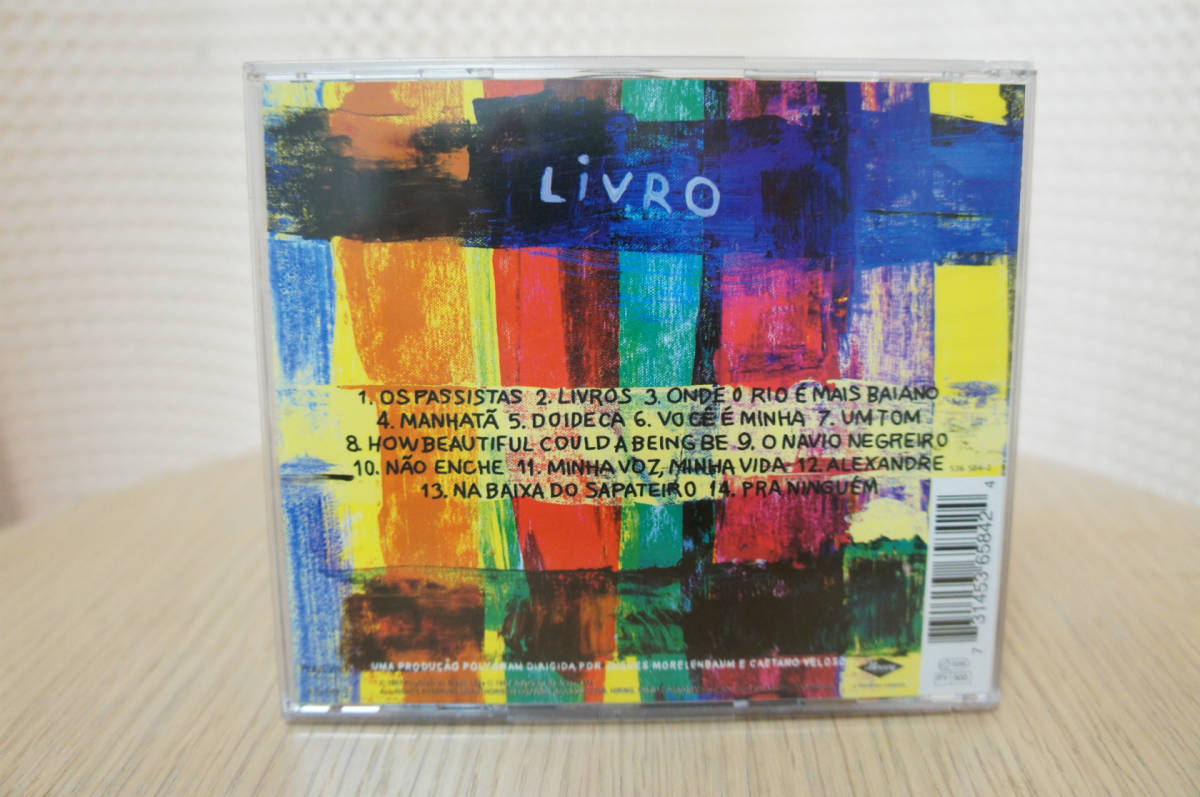 LiVRO
1. OS PASSISTAS 2. LIVROS 3. ONDE O RIO É MAIS BAIANO
4. MANHATÃ 5. DOIDECA 6. VOCÊ É MINHA 7. UM TOM
8. HOW BEAUTIFUL COULD A BEING BE 9. O NAVIO NEGREIRO
10. NÃO ENCHE 11. MINHA VOZ, MINHA VIDA 12. ALEXANDRE
13. NA BAIXA DO SAPATEIRO 14. PRA NINGUÉM
536 584-2
7 31453 65842 4
UMA PRODUÇÃO POLYGRAM DIRIGIDA POR JAQUES MORELENBAUM E CAETANO VELOSO